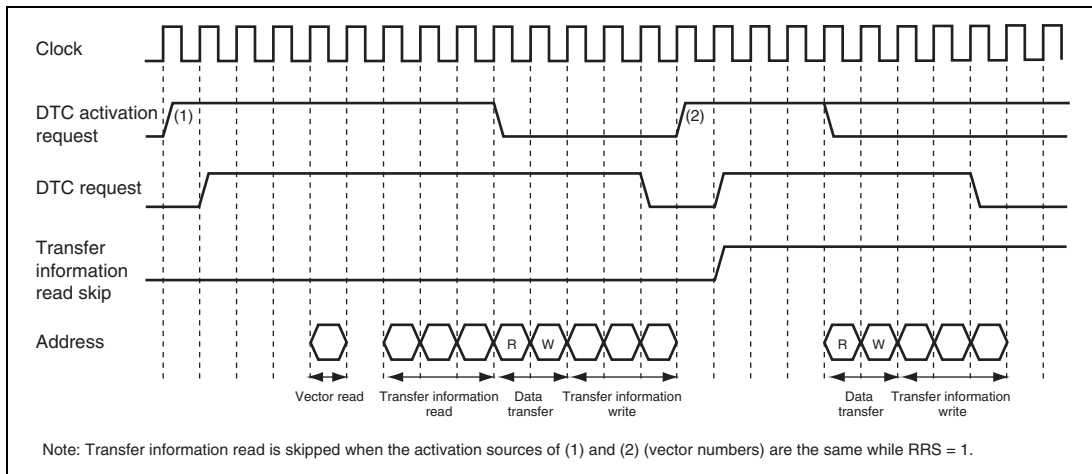 Clock
DTC activation
request
(1)
(2)
DTC request
Transfer
information
read skip
Address
R
W
R
W
Vector read
Transfer information
read
Data
transfer
Transfer information
write
Data
transfer
Transfer information
write
Note: Transfer information read is skipped when the activation sources of (1) and (2) (vector numbers) are the same while RRS = 1.